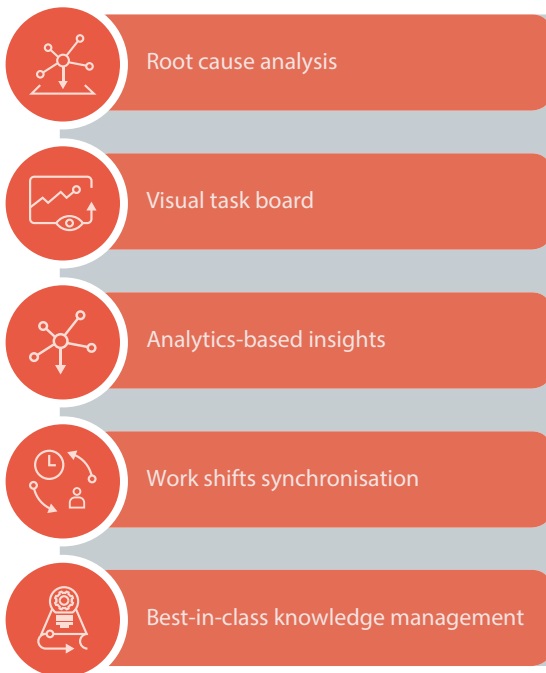 Root cause analysis
Visual task board
Analytics-based insights
Work shifts synchronisation
Best-in-class knowledge management